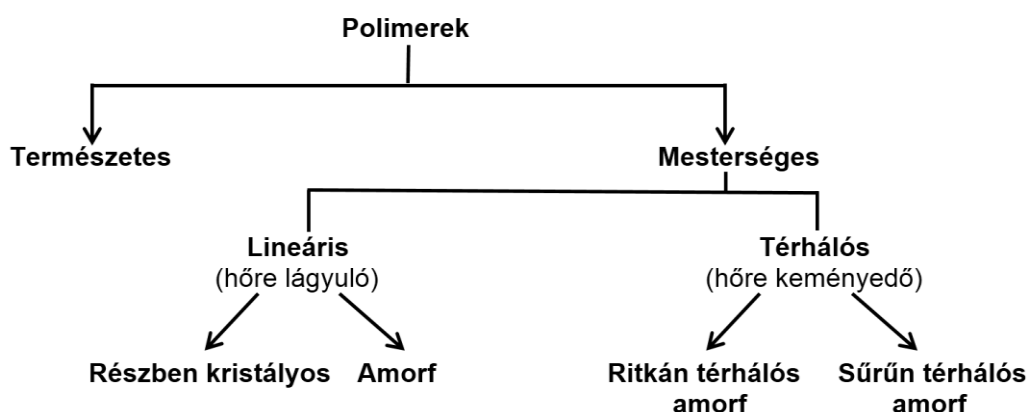 Polimerek
Természetes
Mesterséges
Lineáris
(hőre lágyuló)
Térhálós
(hőre keményedő)
Részben kristályos
Amorf
Ritkán térhálós
amorf
Sűrűn térhálós
amorf